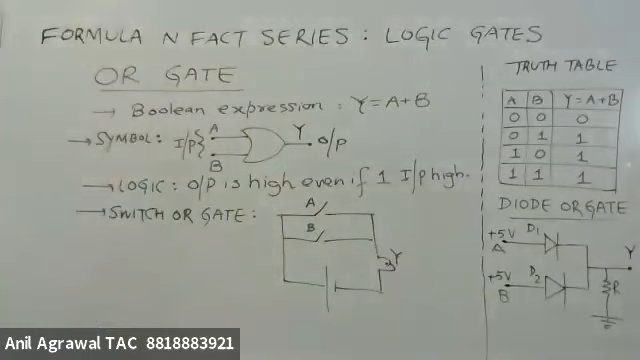 FORMULA N FACT SERIES : LOGIC GATES
OR GATE
→ Boolean expression : Y = A+B
→ SYMBOL : I/P { A B Y O/P
→ LOGIC : O/P is high even if 1 I/P high.
→ SWITCH OR GATE :
A
B
Y
TRUTH TABLE
A B Y=A+B
0 0 0
0 1 1
1 0 1
1 1 1
DIODE OR GATE
+5V D1
A
Y
+5V D2
B
R
Anil Agrawal TAC 8818883921